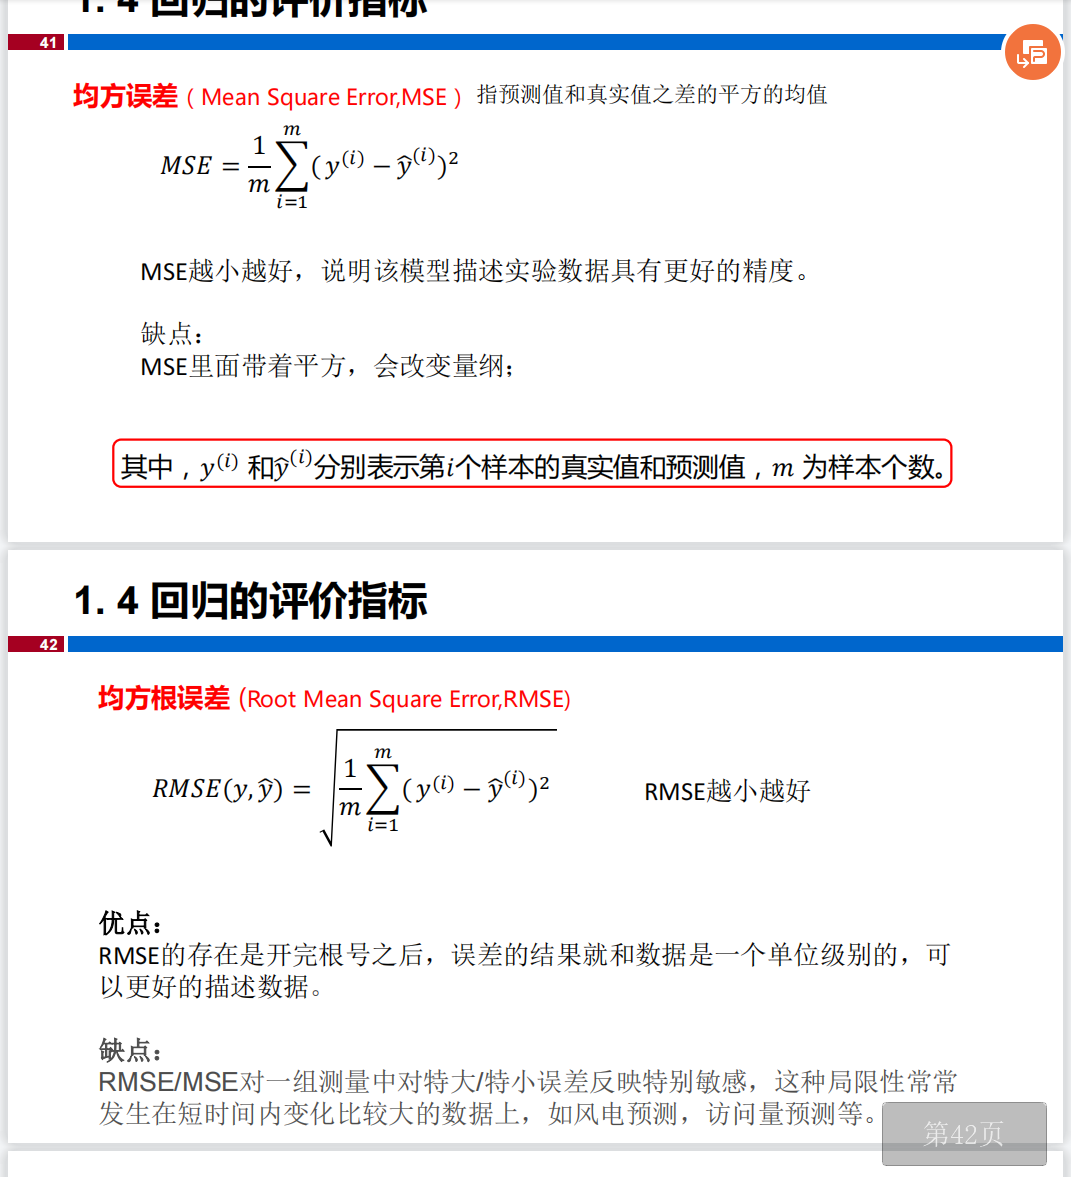 1. 4 回归的评价指标
41
均方误差 ( Mean Square Error,MSE ) 指预测值和真实值之差的平方的均值
MSE = \frac{1}{m} \sum_{i=1}^{m} ( y^{(i)} − ŷ^{(i)})^2
MSE越小越好，说明该模型描述实验数据具有更好的精度。
缺点：
MSE里面带着平方，会改变量纲；
其中，y^{(i)} 和ŷ^{(i)}分别表示第i个样本的真实值和预测值，m 为样本个数。
1. 4 回归的评价指标
42
均方根误差 (Root Mean Square Error,RMSE)
RMSE(y, ŷ) = \sqrt{\frac{1}{m} \sum_{i=1}^{m} ( y^{(i)} − ŷ^{(i)})^2}
RMSE越小越好
优点：
RMSE的存在是开完根号之后，误差的结果就和数据是一个单位级别的，可
以更好的描述数据。
缺点：
RMSE/MSE对一组测量中对特大/特小误差反映特别敏感，这种局限性常常
发生在短时间内变化比较大的数据上，如风电预测，访问量预测等。
第42页